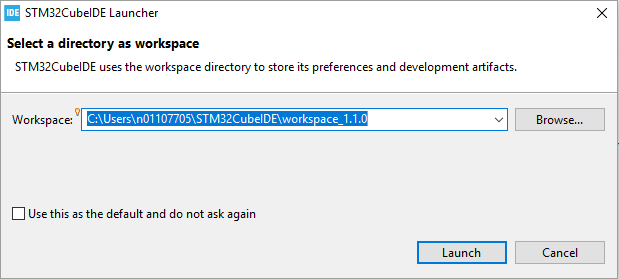 IDE STM32CubeIDE Launcher
Select a directory as workspace
STM32CubeIDE uses the workspace directory to store its preferences and development artifacts.
Workspace: C:\Users\n01107705\STM32CubeIDE\workspace_1.1.0 Browse...
Use this as the default and do not ask again
Launch Cancel